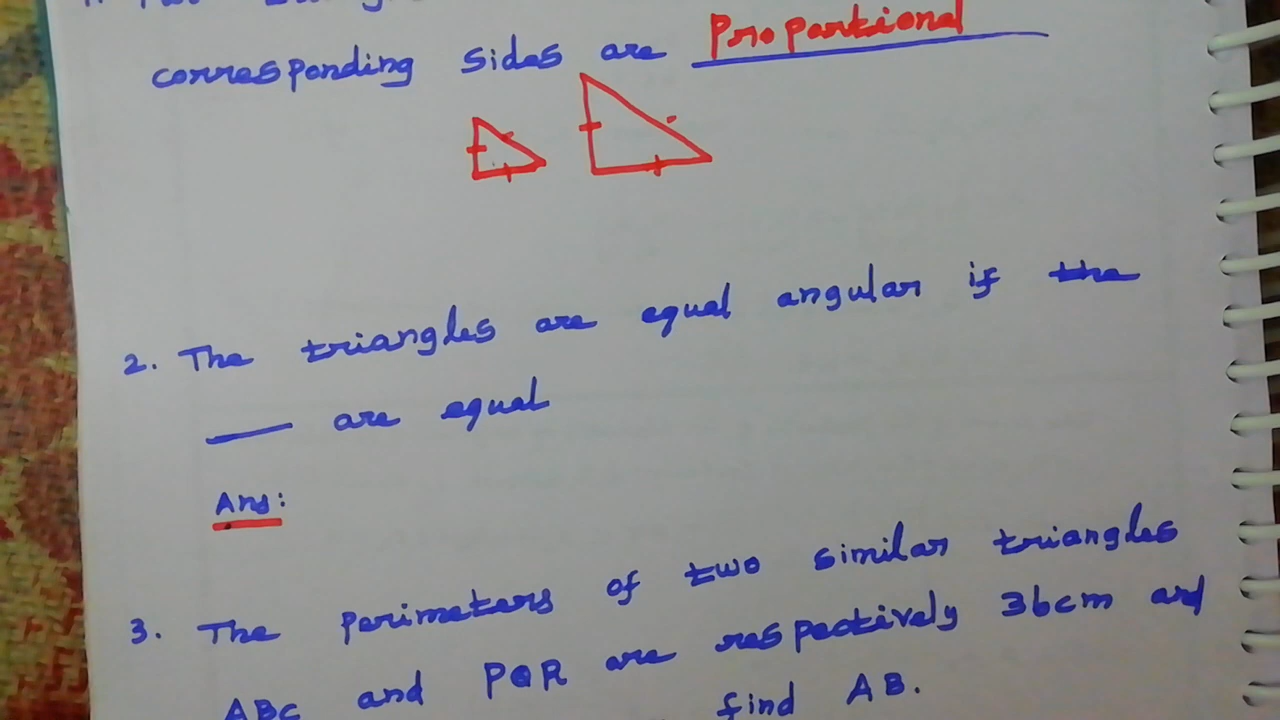 corresponding sides are Proportional
2. The triangles are equal angular if the
___ are equal
Ans:
3. The perimeters of two similar triangles
ABC and PQR are respectively 36cm and
find AB.